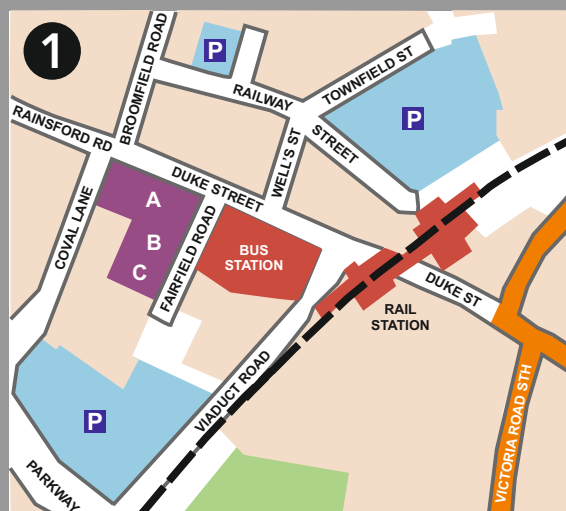 1
BROOMFIELD ROAD
P
TOWNFIELD ST
RAILWAY
STREET
P
RAINSFORD RD
WELL'S ST
DUKE STREET
A
B
C
COVAL LANE
FAIRFIELD ROAD
BUS
STATION
DUKE ST
RAIL
STATION
VIADUCT ROAD
VICTORIA ROAD STH
P
PARKWAY